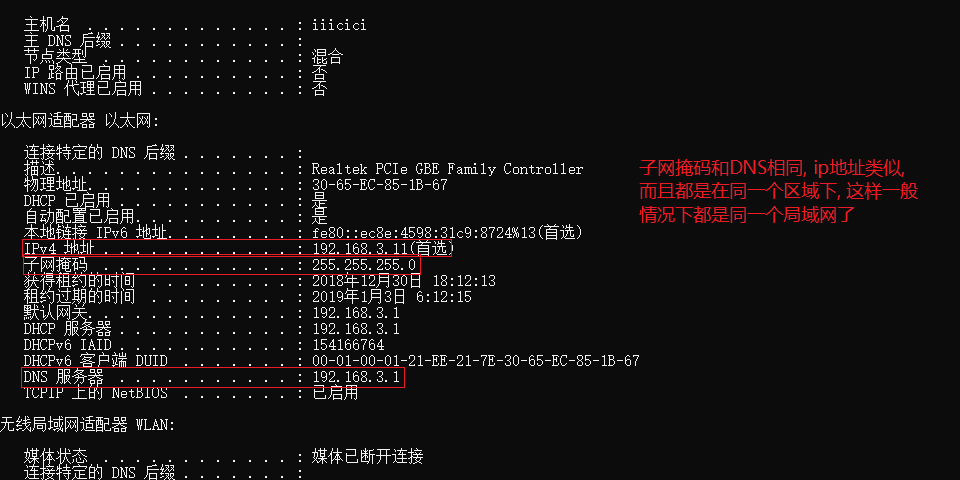 主机名 . . . . . . . . . . . . . : iiicici
主 DNS 后缀 . . . . . . . . . . . :
节点类型 . . . . . . . . . . . . : 混合
IP 路由已启用 . . . . . . . . . . : 否
WINS 代理已启用 . . . . . . . . . : 否
以太网适配器 以太网:
连接特定的 DNS 后缀 . . . . . . . :
描述. . . . . . . . . . . . . . . : Realtek PCIe GBE Family Controller
物理地址. . . . . . . . . . . . . : 30-65-EC-85-1B-67
DHCP 已启用 . . . . . . . . . . . : 是
自动配置已启用. . . . . . . . . . : 是
本地链接 IPv6 地址. . . . . . . . : fe80::ec8e:4598:31c9:8724%13(首选)
IPv4 地址 . . . . . . . . . . . . : 192.168.3.11(首选)
子网掩码 . . . . . . . . . . . . : 255.255.255.0
获得租约的时间 . . . . . . . . . : 2018年12月30日 18:12:13
租约过期的时间 . . . . . . . . . : 2019年1月3日 6:12:15
默认网关. . . . . . . . . . . . . : 192.168.3.1
DHCP 服务器 . . . . . . . . . . . : 192.168.3.1
DHCPv6 IAID . . . . . . . . . . . : 154166764
DHCPv6 客户端 DUID . . . . . . . : 00-01-00-01-21-EE-21-7E-30-65-EC-85-1B-67
DNS 服务器 . . . . . . . . . . . : 192.168.3.1
TCPIP 上的 NetBIOS . . . . . . . : 已启用
无线局域网适配器 WLAN:
媒体状态 . . . . . . . . . . . . : 媒体已断开连接
连接特定的 DNS 后缀 . . . . . . . :
子网掩码和DNS相同, ip地址类似,
而且都是在同一个区域下, 这样一般
情况下都是同一个局域网了